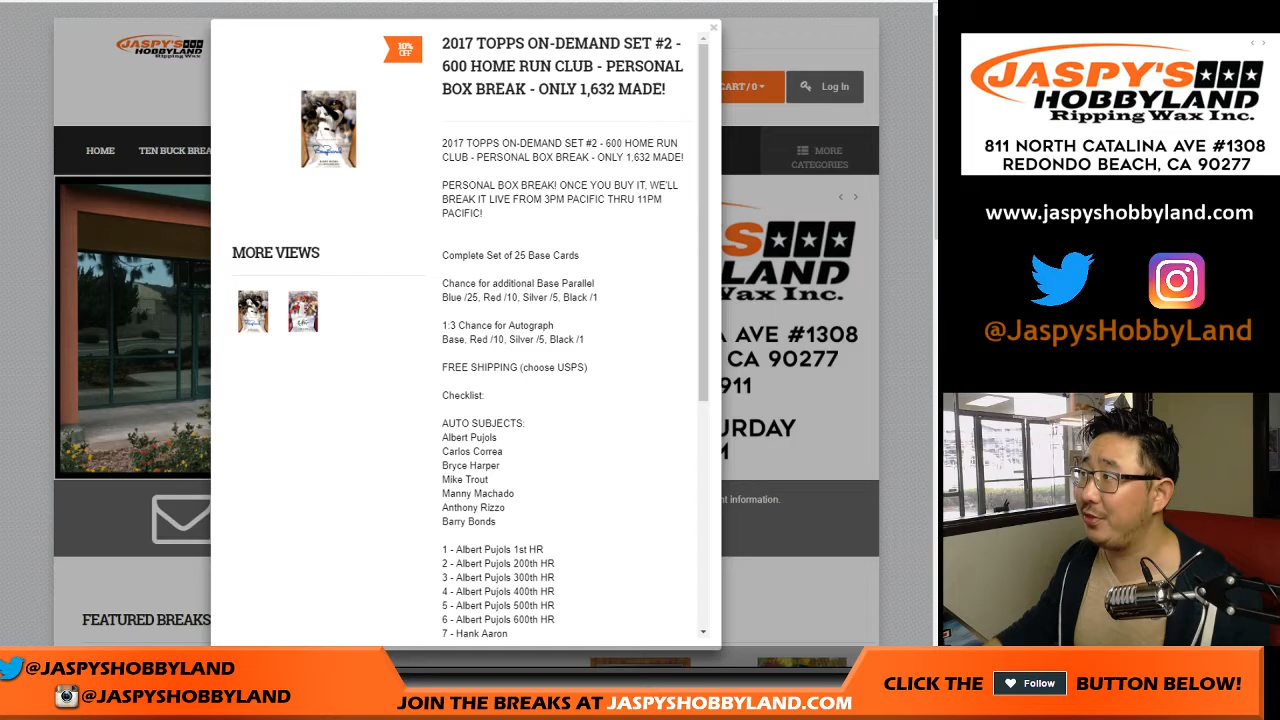 JASPY'S
HOBBYLAND
Ripping Wax
HOME
TEN BUCK BREA
10%
OFF
MORE VIEWS
2017 TOPPS ON-DEMAND SET #2 -
600 HOME RUN CLUB - PERSONAL
BOX BREAK - ONLY 1,632 MADE!
2017 TOPPS ON-DEMAND SET #2 - 600 HOME RUN
CLUB - PERSONAL BOX BREAK - ONLY 1,632 MADE!
PERSONAL BOX BREAK! ONCE YOU BUY IT, WE'LL
BREAK IT LIVE FROM 3PM PACIFIC THRU 11PM
PACIFIC!
Complete Set of 25 Base Cards
Chance for additional Base Parallel
Blue /25, Red /10, Silver /5, Black /1
1:3 Chance for Autograph
Base, Red /10, Silver /5, Black /1
FREE SHIPPING (choose USPS)
Checklist:
AUTO SUBJECTS:
Albert Pujols
Carlos Correa
Bryce Harper
Mike Trout
Manny Machado
Anthony Rizzo
Barry Bonds
1 - Albert Pujols 1st HR
2 - Albert Pujols 200th HR
3 - Albert Pujols 300th HR
4 - Albert Pujols 400th HR
5 - Albert Pujols 500th HR
6 - Albert Pujols 600th HR
7 - Hank Aaron
CART / 0
Log In
MORE
CATEGORIES
S
LAND
Wax Inc.
A AVE #1308
CA 90277
911
URDAY
M
nt information.
FEATURED BREAKS
JASPY'S
HOBBYLAND
Ripping Wax Inc.
811 NORTH CATALINA AVE #1308
REDONDO BEACH, CA 90277
www.jaspyshobbyland.com
@JaspysHobbyLand
@JASPYSHOBBYLAND
@JASPYSHOBBYLAND
JOIN THE BREAKS AT JASPYSHOBBYLAND.COM
CLICK THE Follow BUTTON BELOW!